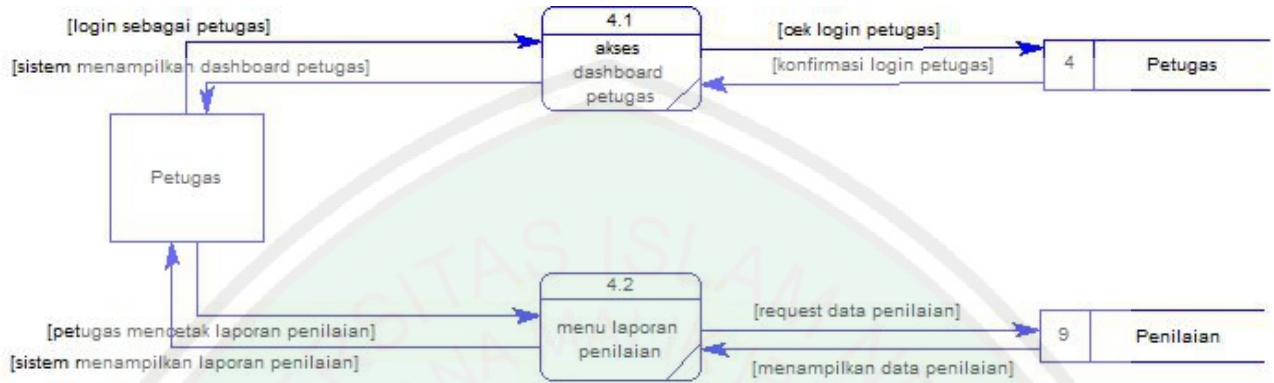 [login sebagai petugas]
[sistem menampilkan dashboard petugas]
4.1
akses
dashboard
petugas
[cek login petugas]
[konfirmasi login petugas]
4
Petugas
Petugas
[petugas mencetak laporan penilaian]
[sistem menampilkan laporan penilaian]
4.2
menu laporan
penilaian
[request data penilaian]
[menampilkan data penilaian]
9
Penilaian
SITAS ISLAM